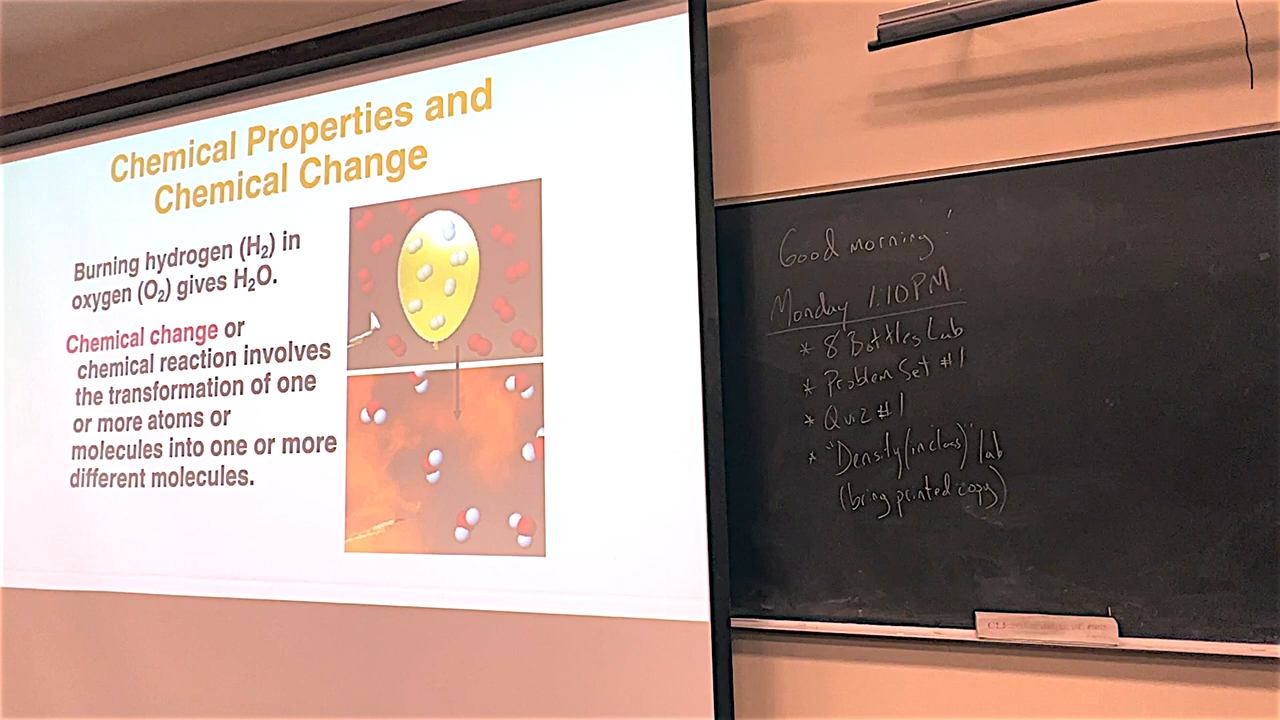 Chemical Properties and
Chemical Change
Burning hydrogen (H₂) in
oxygen (O₂) gives H₂O.
Chemical change or
chemical reaction involves
the transformation of one
or more atoms or
molecules into one or more
different molecules.
Good morning!
Monday 1:10PM
* 8 Bottles Lab
* Problem Set #1
* Quiz #1
* "Density (in class)" lab
(bring printed copy)